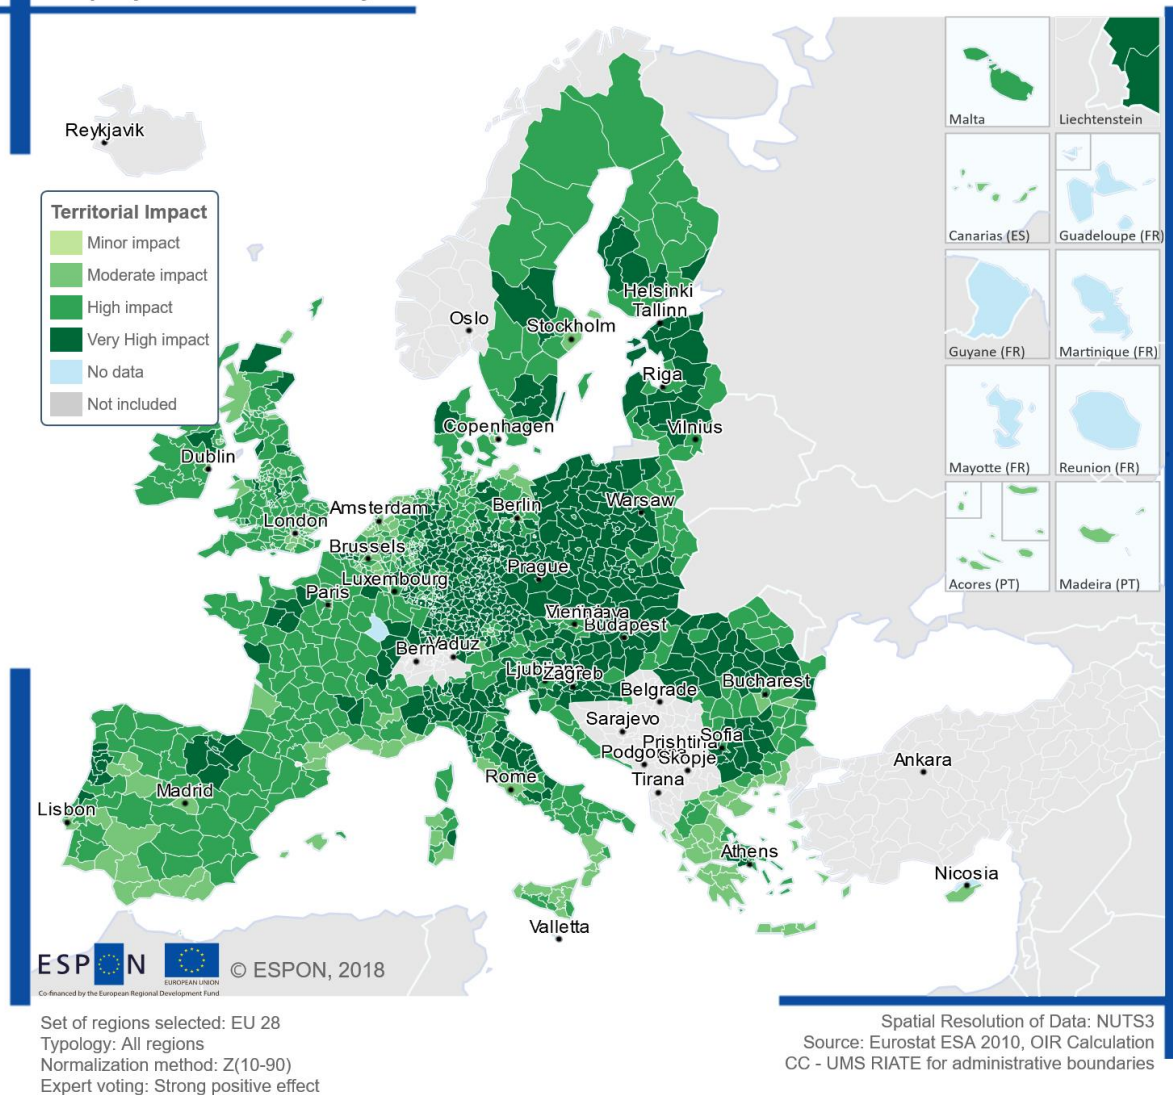 Reykjavik
Territorial Impact
Minor impact
Moderate impact
High impact
Very High impact
No data
Not included
Malta
Liechtenstein
Canarias (ES)
Guadeloupe (FR)
Guyane (FR)
Martinique (FR)
Mayotte (FR)
Reunion (FR)
Acores (PT)
Madeira (PT)
Helsinki
Tallinn
Oslo
Stockholm
Riga
Copenhagen
Vilnius
Dublin
Amsterdam
Berlin
Warsaw
London
Brussels
Prague
Luxembourg
Paris
Vienna
Budapest
Bern
Vaduz
Zagreb
Bucharest
Belgrade
Sarajevo
Sofia
Prishtina
Skopje
Tirana
Ankara
Rome
Madrid
Lisbon
Athens
Nicosia
Valletta
ESPON
EUROPEAN UNION
Co-financed by the European Regional Development Fund
© ESPON, 2018
Set of regions selected: EU 28
Typology: All regions
Normalization method: Z(10-90)
Expert voting: Strong positive effect
Spatial Resolution of Data: NUTS3
Source: Eurostat ESA 2010, OIR Calculation
CC - UMS RIATE for administrative boundaries